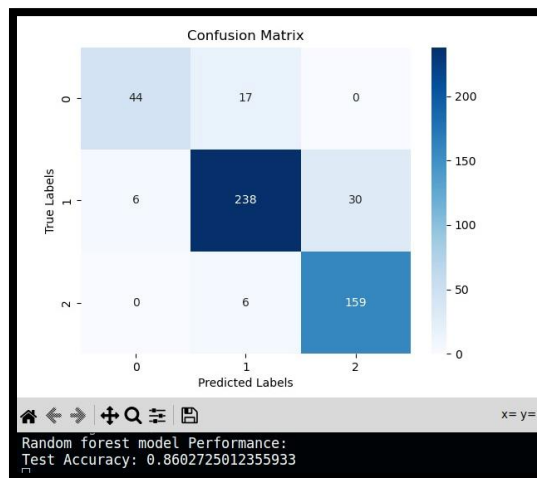 Confusion Matrix
0 44 17 0
1 6 238 30
2 0 6 159
0 1 2
True Labels
Predicted Labels
200
150
100
50
0
x= y=
Random forest model Performance:
Test Accuracy: 0.8602725012355933